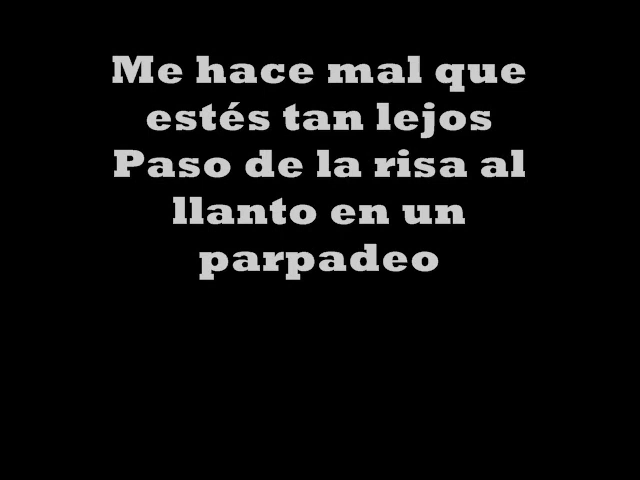 Me hace mal que
estés tan lejos
Paso de la risa al
llanto en un
parpadeo